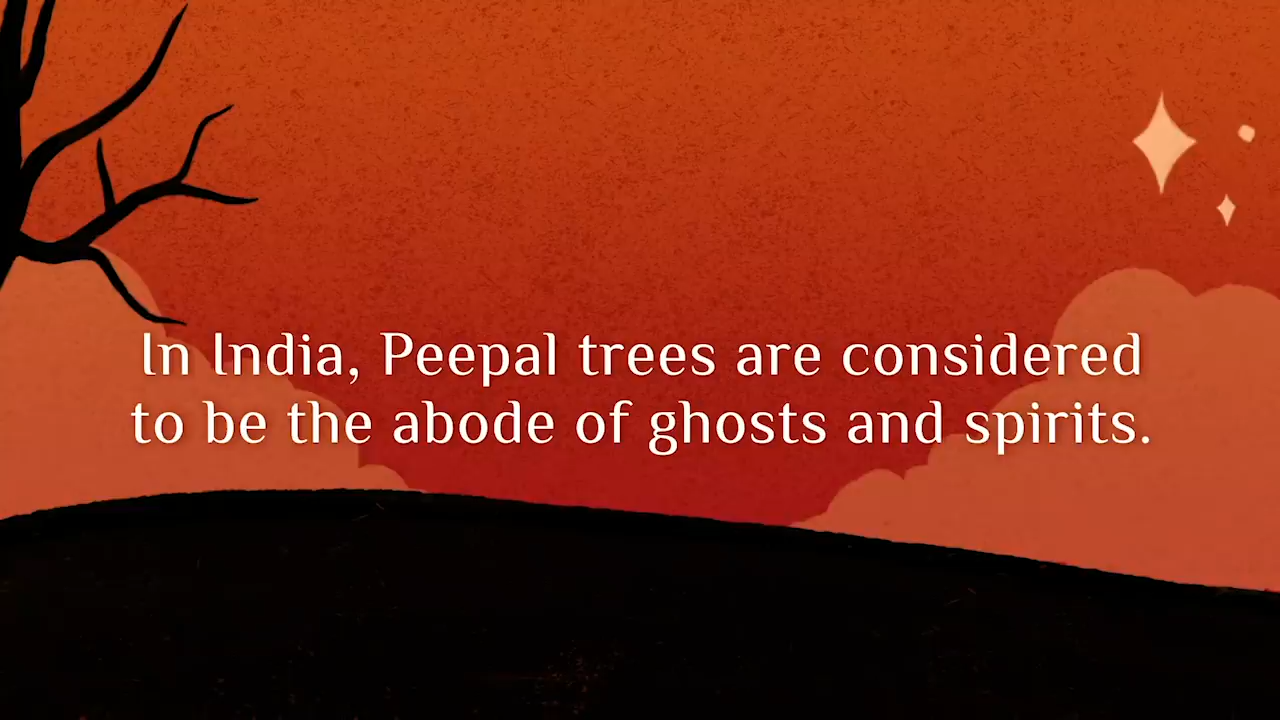 In India, Peepal trees are considered
to be the abode of ghosts and spirits.